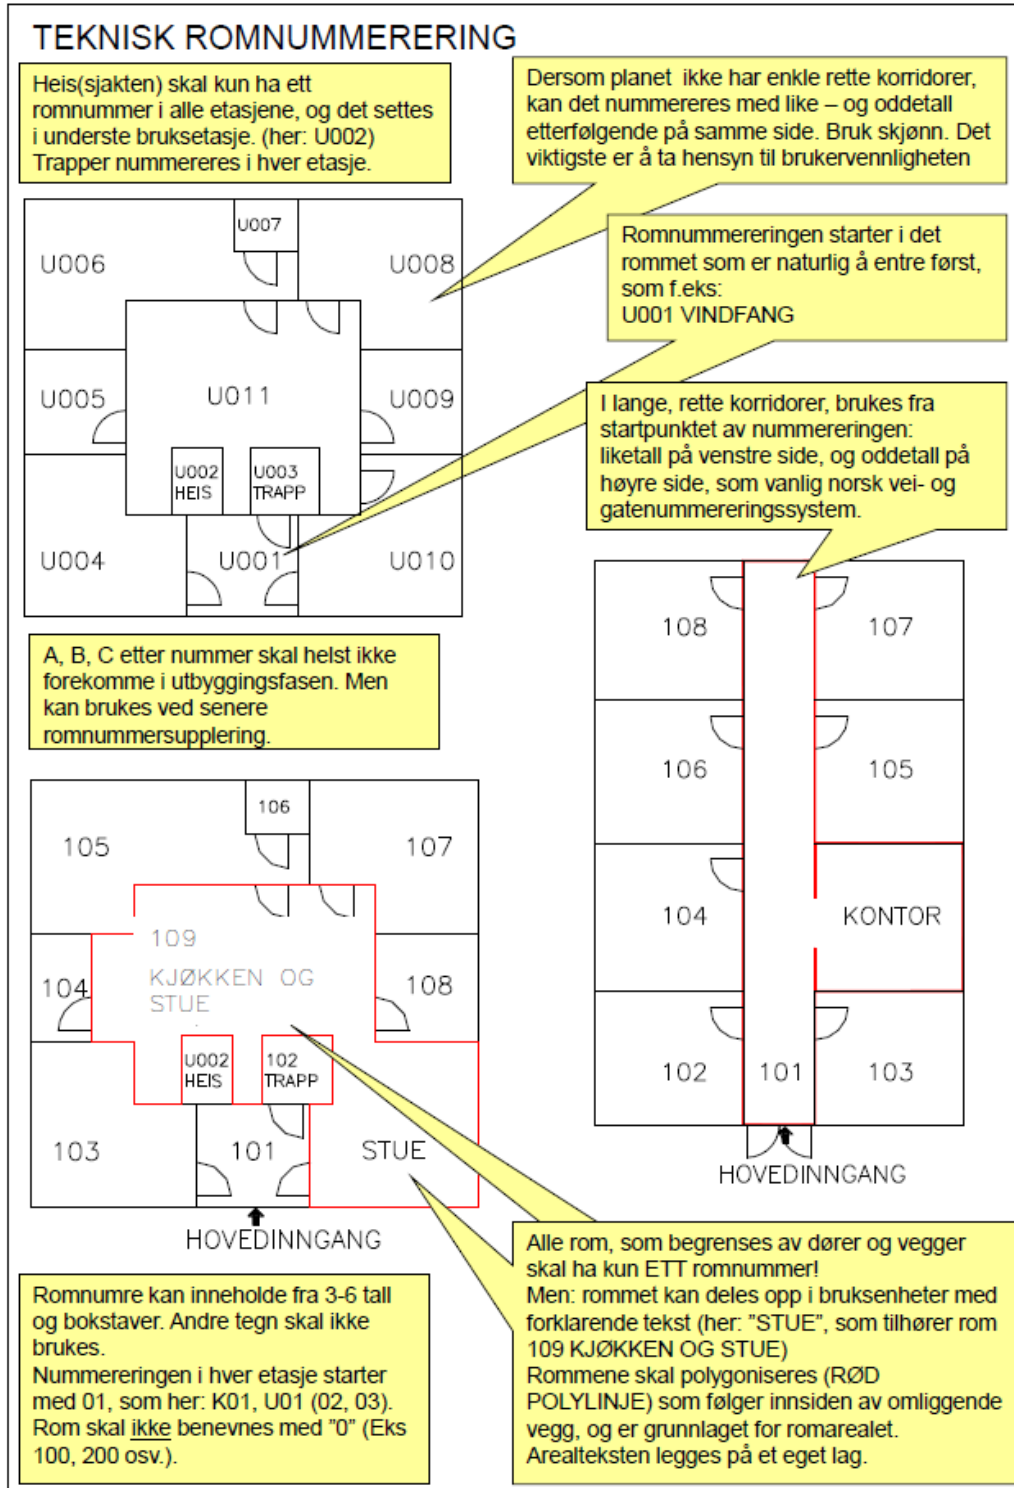 TEKNISK ROMNUMMERERING
Heis(sjakten) skal kun ha ett
romnummer i alle etasjene, og det settes
i underste bruksetasje. (her: U002)
Trapper nummereres i hver etasje.
Dersom planet ikke har enkle rette korridorer,
kan det nummereres med like – og oddetall
etterfølgende på samme side. Bruk skjønn. Det
viktigste er å ta hensyn til brukervennligheten
Romnummereringen starter i det
rommet som er naturlig å entre først,
som f.eks:
U001 VINDFANG
I lange, rette korridorer, brukes fra
startpunktet av nummereringen:
liketall på venstre side, og oddetall på
høyre side, som vanlig norsk vei- og
gatenummereringssystem.
U007
U006
U008
U005
U011
U009
U002
HEIS
U003
TRAPP
U004
U001
U010
A, B, C etter nummer skal helst ikke
forekomme i utbyggingsfasen. Men
kan brukes ved senere
romnummersupplering.
108
107
106
105
104
KONTOR
102
101
103
HOVEDINNGANG
106
105
107
109
KJØKKEN OG
STUE
104
108
U002
HEIS
102
TRAPP
103
101
STUE
HOVEDINNGANG
Romnumre kan inneholde fra 3-6 tall
og bokstaver. Andre tegn skal ikke
brukes.
Nummereringen i hver etasje starter
med 01, som her: K01, U01 (02, 03).
Rom skal ikke benevnes med "0" (Eks
100, 200 osv.).
Alle rom, som begrenses av dører og vegger
skal ha kun ETT romnummer!
Men: rommet kan deles opp i bruksenheter med
forklarende tekst (her: "STUE", som tilhører rom
109 KJØKKEN OG STUE)
Rommene skal polygoniseres (RØD
POLYLINJE) som følger innsiden av omliggende
vegg, og er grunnlaget for romarealet.
Arealteksten legges på et eget lag.